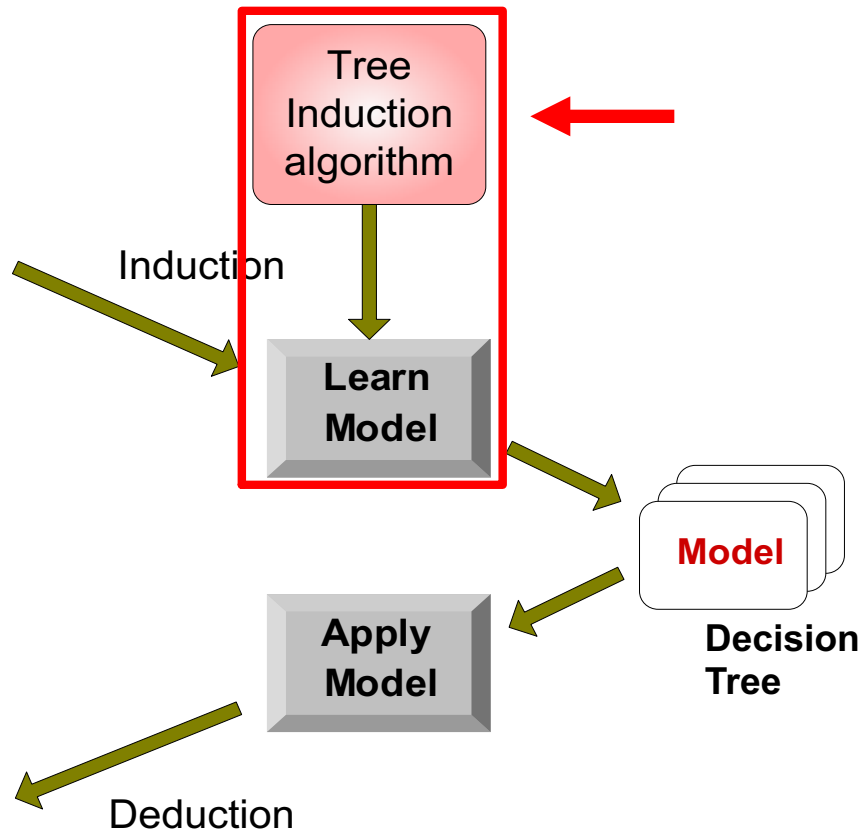 Tree
Induction
algorithm
Induction
Learn
Model
Model
Decision
Tree
Apply
Model
Deduction